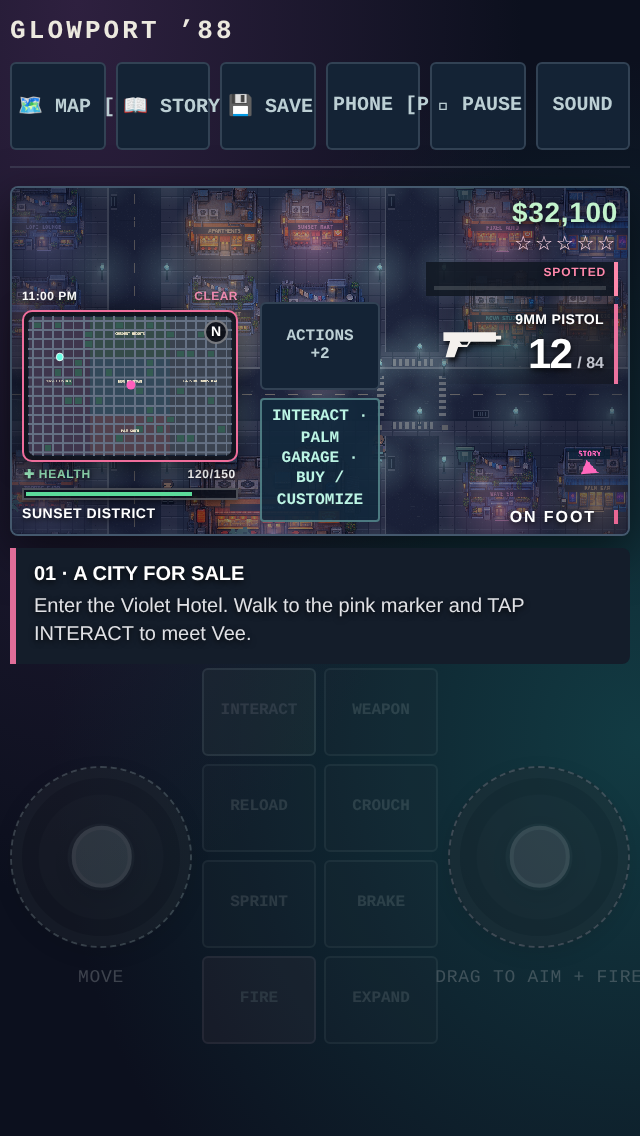 GLOWPORT ’88
🗺️ MAP [
📖 STORY
💾 SAVE
PHONE [P
PAUSE
SOUND
$32,100
☆☆☆☆☆
SPOTTED
11:00 PM
CLEAR
N
9MM PISTOL
12 / 84
ACTIONS
+2
INTERACT ·
PALM
GARAGE ·
BUY /
CUSTOMIZE
✚ HEALTH
120/150
SUNSET DISTRICT
APARTMENTS
SUNSET MART
STORY
ON FOOT
01 · A CITY FOR SALE
Enter the Violet Hotel. Walk to the pink marker and TAP
INTERACT to meet Vee.
INTERACT
WEAPON
RELOAD
CROUCH
SPRINT
BRAKE
MOVE
DRAG TO AIM + FIRE
FIRE
EXPAND